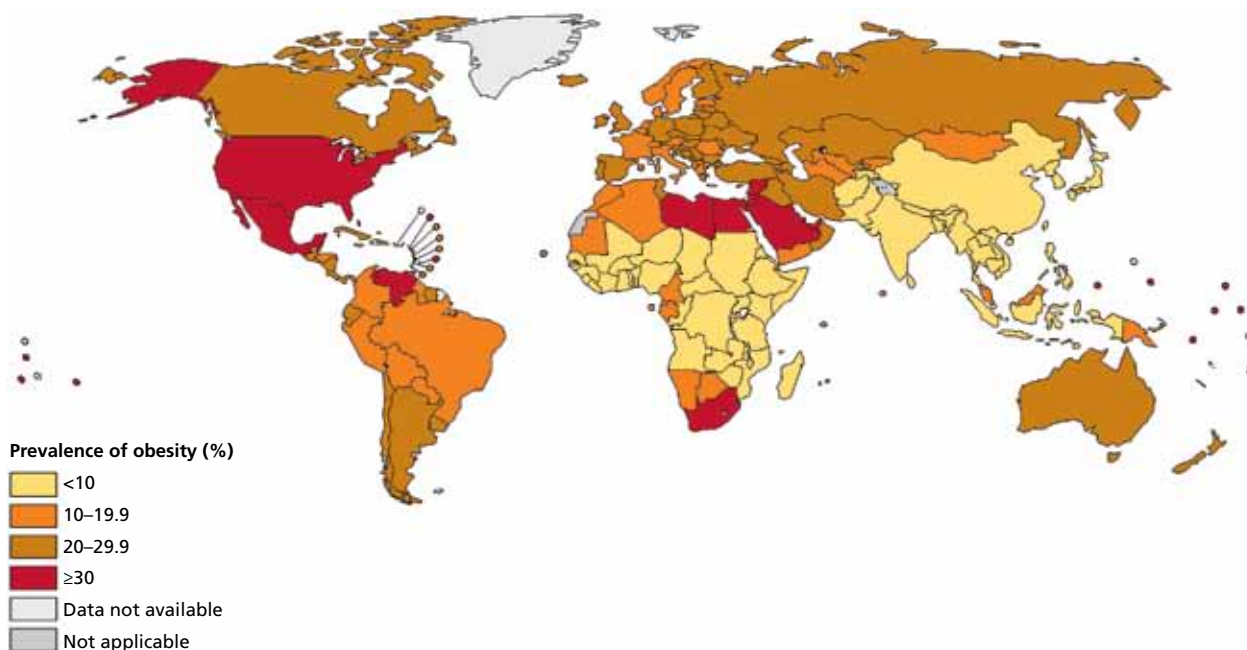 Prevalence of obesity (%)
<10
10–19.9
20–29.9
≥30
Data not available
Not applicable